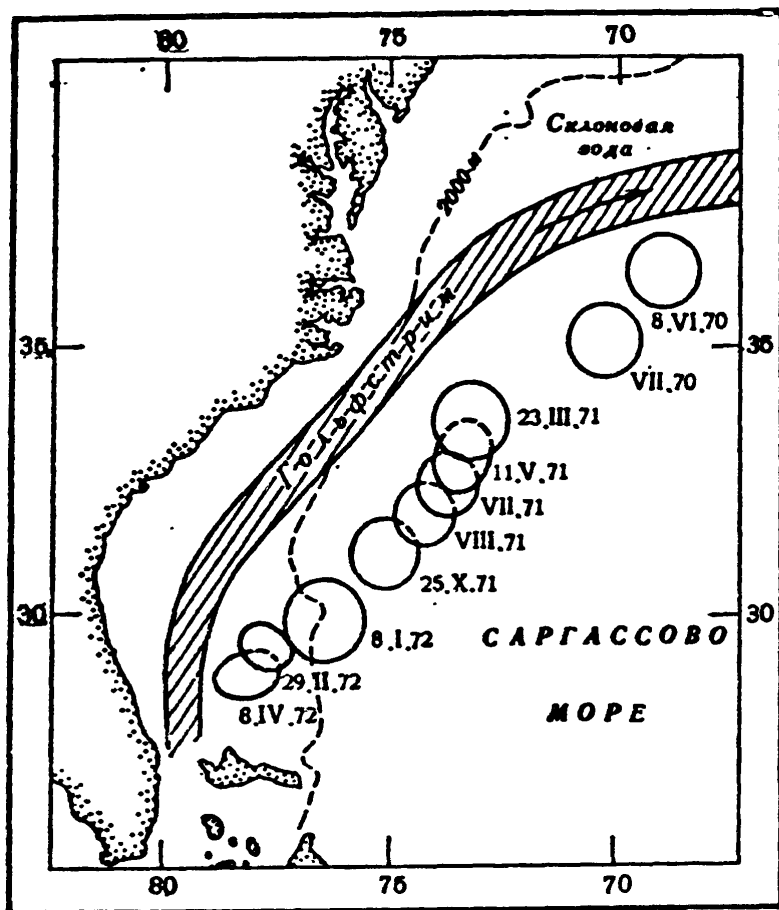 80 75 70
Склоновая
вода
2000 м
Гольфстрим
35 35
8.VI.70
VII.70
23.III.71
11.V.71
VII.71
VIII.71
25.X.71
30 30
8.I.72
САРГАССОВО
29.II.72
8.IV.72
МОРЕ
80 75 70